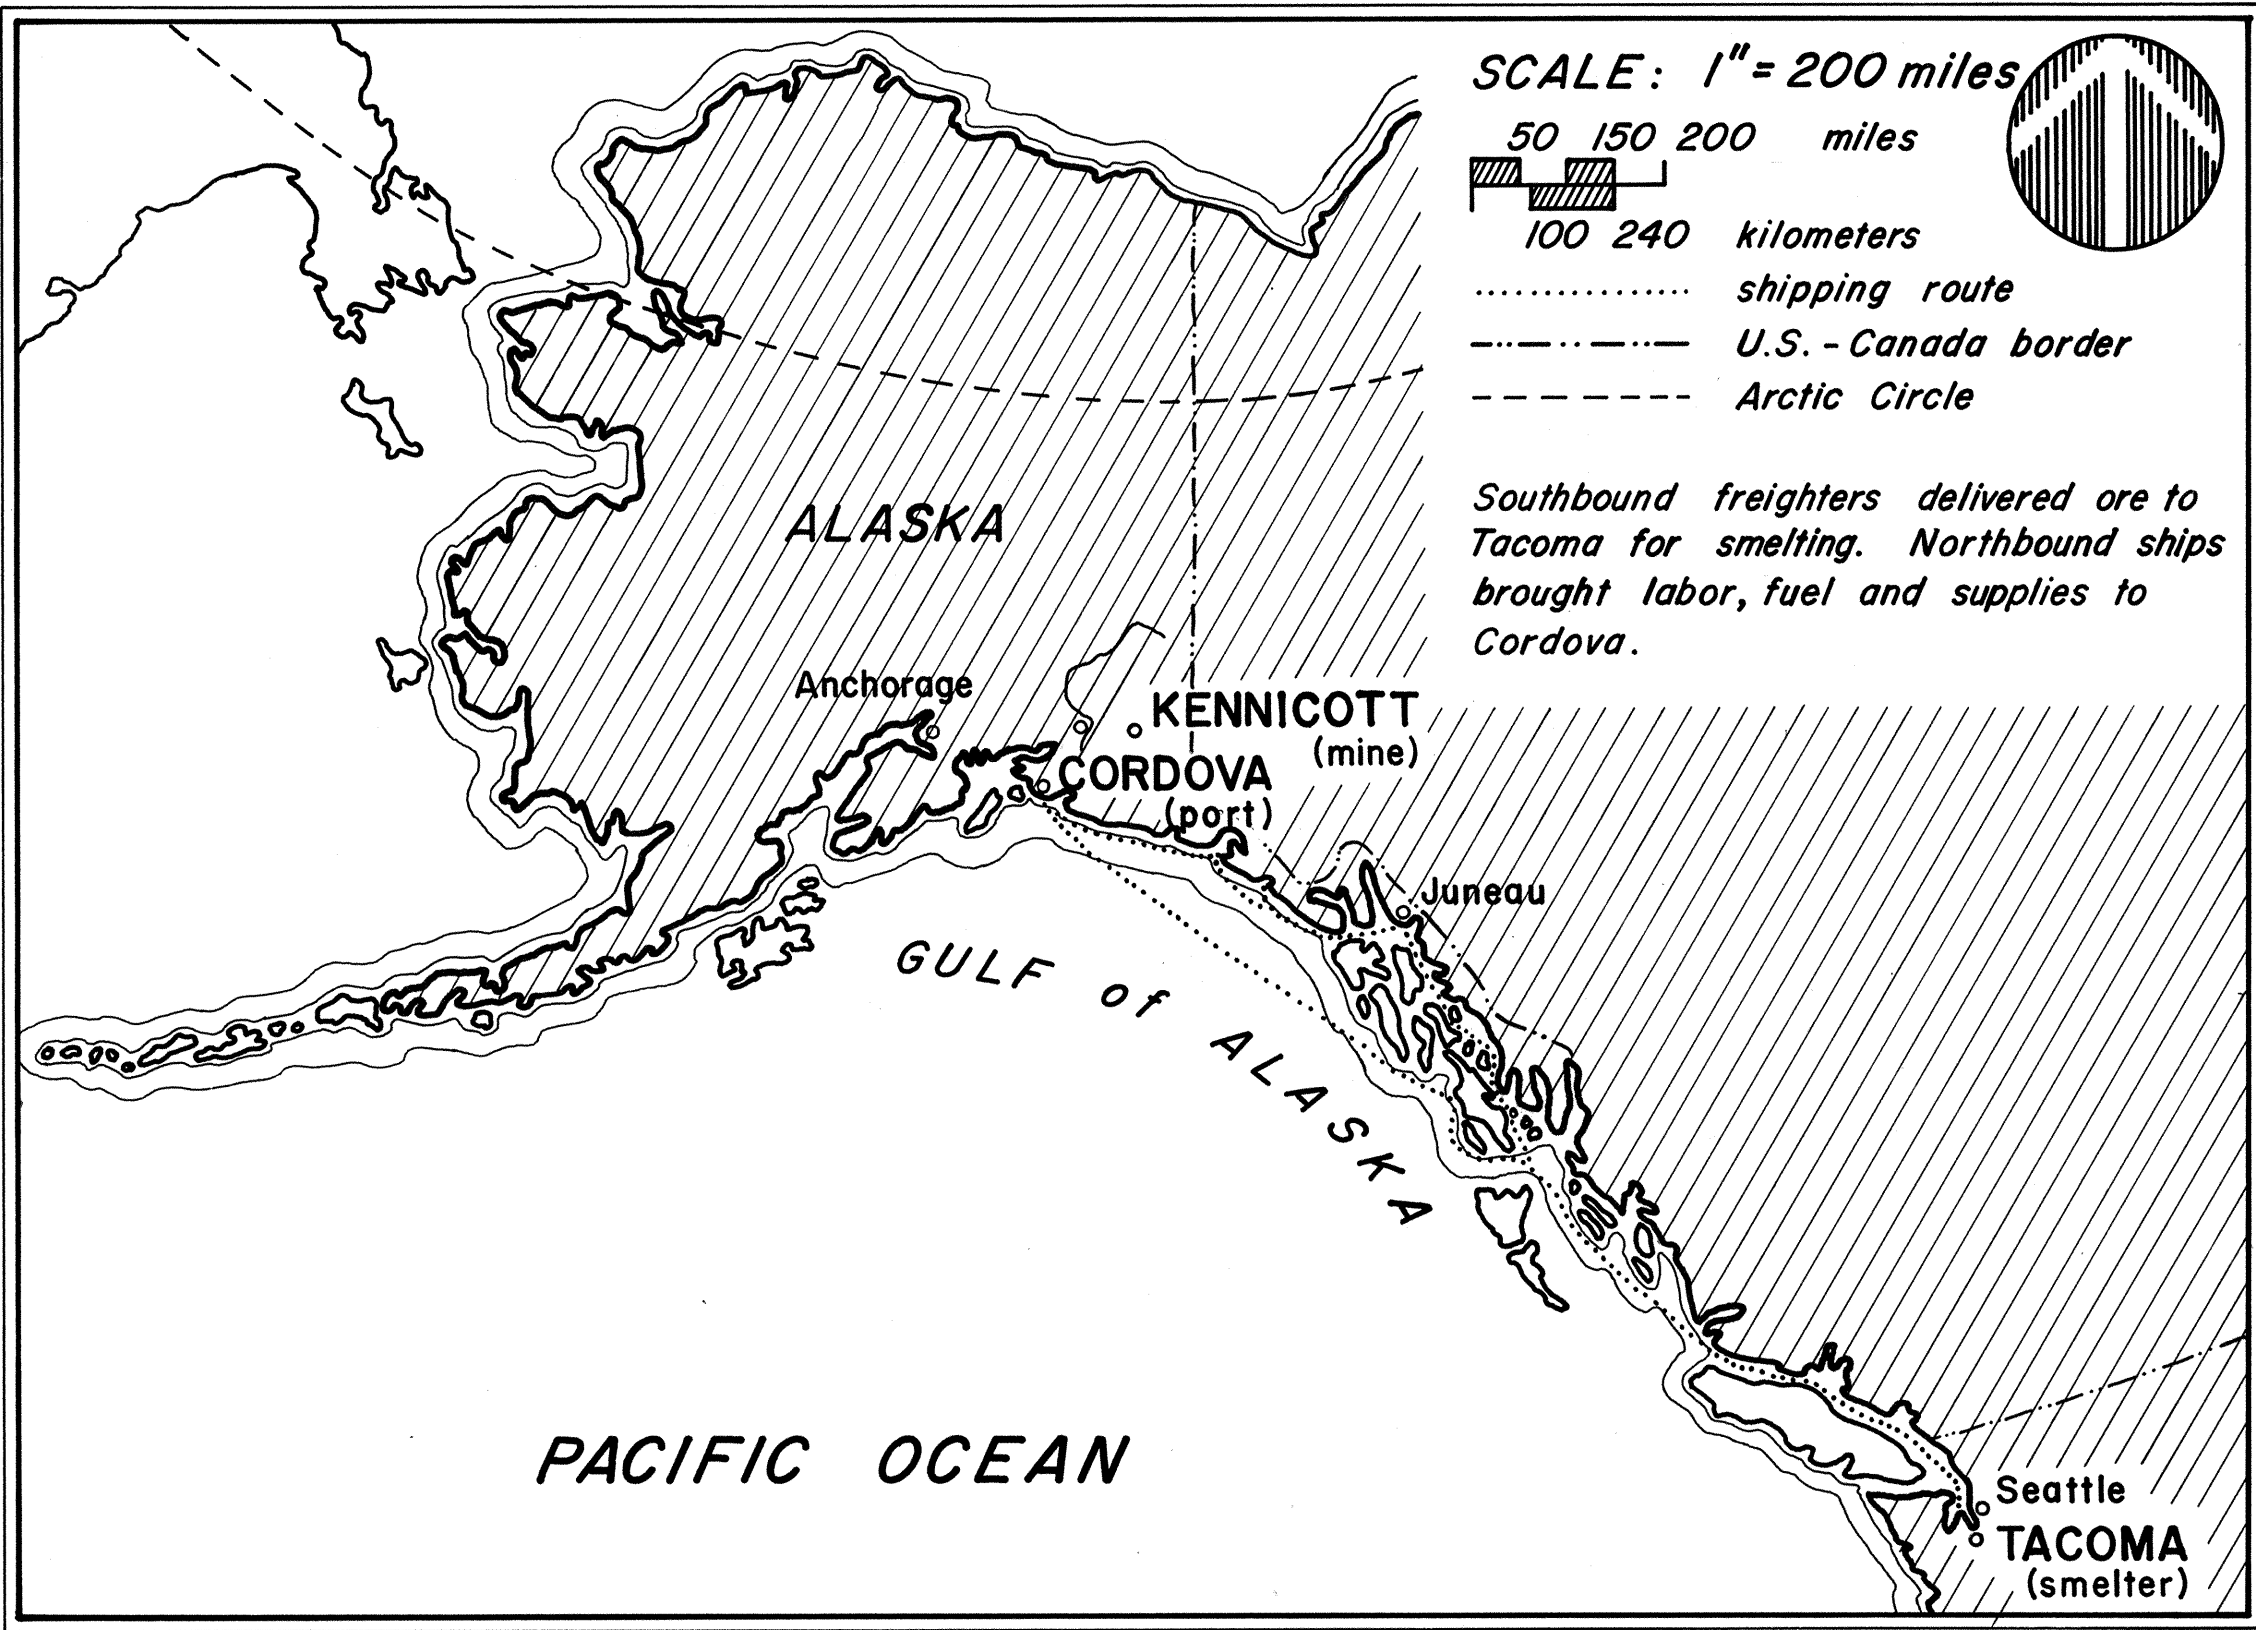 SCALE: 1"= 200 miles
50 150 200 miles
100 240 kilometers
shipping route
U.S.-Canada border
Arctic Circle
Southbound freighters delivered ore to
Tacoma for smelting. Northbound ships
brought labor, fuel and supplies to
Cordova.
ALASKA
Anchorage
KENNICOTT
(mine)
CORDOVA
(port)
Juneau
GULF of ALASKA
PACIFIC OCEAN
Seattle
TACOMA
(smelter)